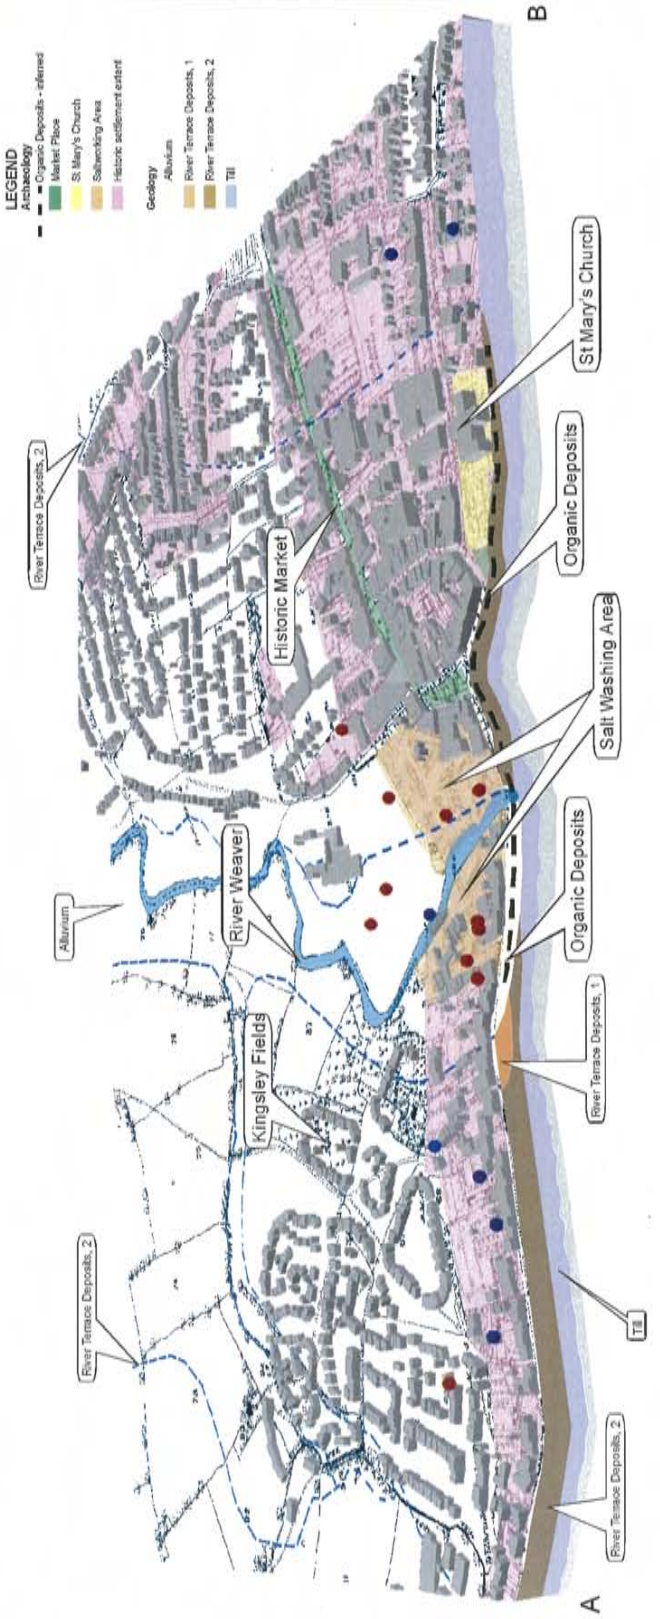 LEGEND
Archaeology
Organic Deposits - inferred
Market Place
St Mary's Church
Saltworking Area
Historic settlement extent
Geology
Alluvium
River Terrace Deposits, 1
River Terrace Deposits, 2
Till
River Terrace Deposits, 2
Alluvium
River Terrace Deposits, 2
Kingsley Fields
River Weaver
Historic Market
A
River Terrace Deposits, 2
Till
River Terrace Deposits, 1
Organic Deposits
Salt Washing Area
Organic Deposits
St Mary's Church
B